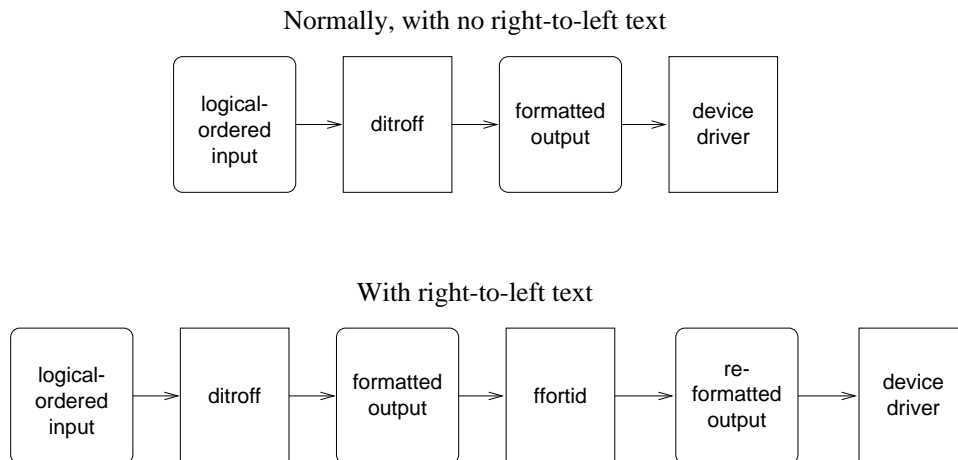 Normally, with no right-to-left text
logical-
ordered
input
ditroff
formatted
output
device
driver
With right-to-left text
logical-
ordered
input
ditroff
formatted
output
ffortid
re-
formatted
output
device
driver